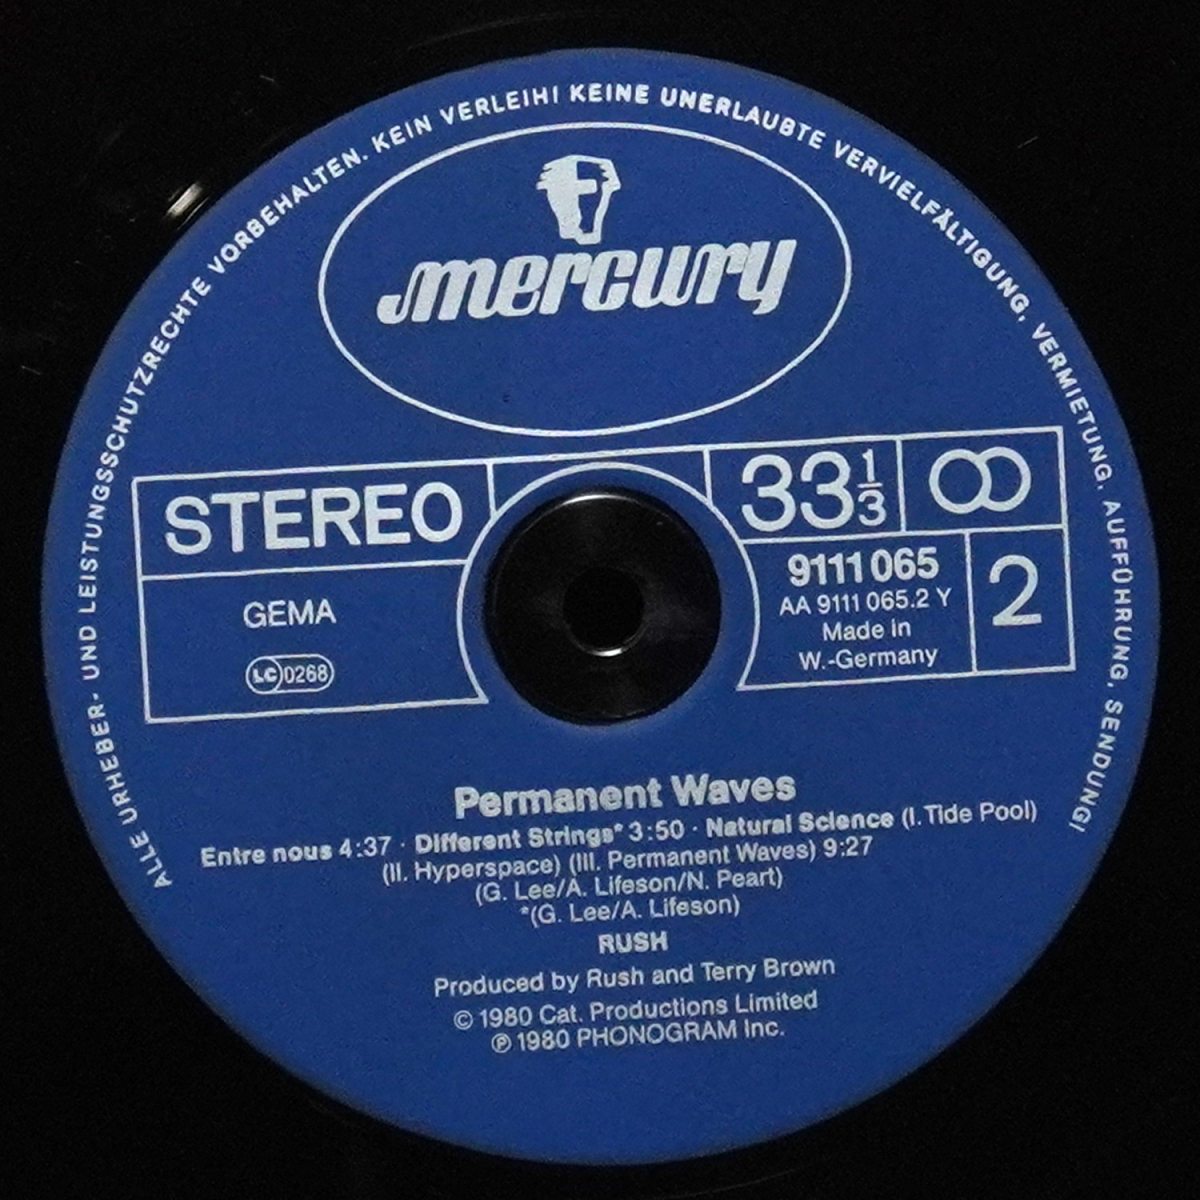 ALLE URHEBER- UND LEISTUNGSSCHUTZRECHTE VORBEHALTEN. KEIN VERLEIH! KEINE UNERLAUBTE VERVIELFÄLTIGUNG, VERMIETUNG, AUFFÜHRUNG, SENDUNG!
mercury
STEREO
GEMA
LC 0268
33 1/3
9111 065
AA 9111 065.2 Y
Made in
W.-Germany
2
Permanent Waves
Entre nous 4:37 · Different Strings* 3:50 · Natural Science (I. Tide Pool)
(II. Hyperspace) (III. Permanent Waves) 9:27
(G. Lee/A. Lifeson/N. Peart)
*(G. Lee/A. Lifeson)
RUSH
Produced by Rush and Terry Brown
© 1980 Cat. Productions Limited
℗ 1980 PHONOGRAM Inc.